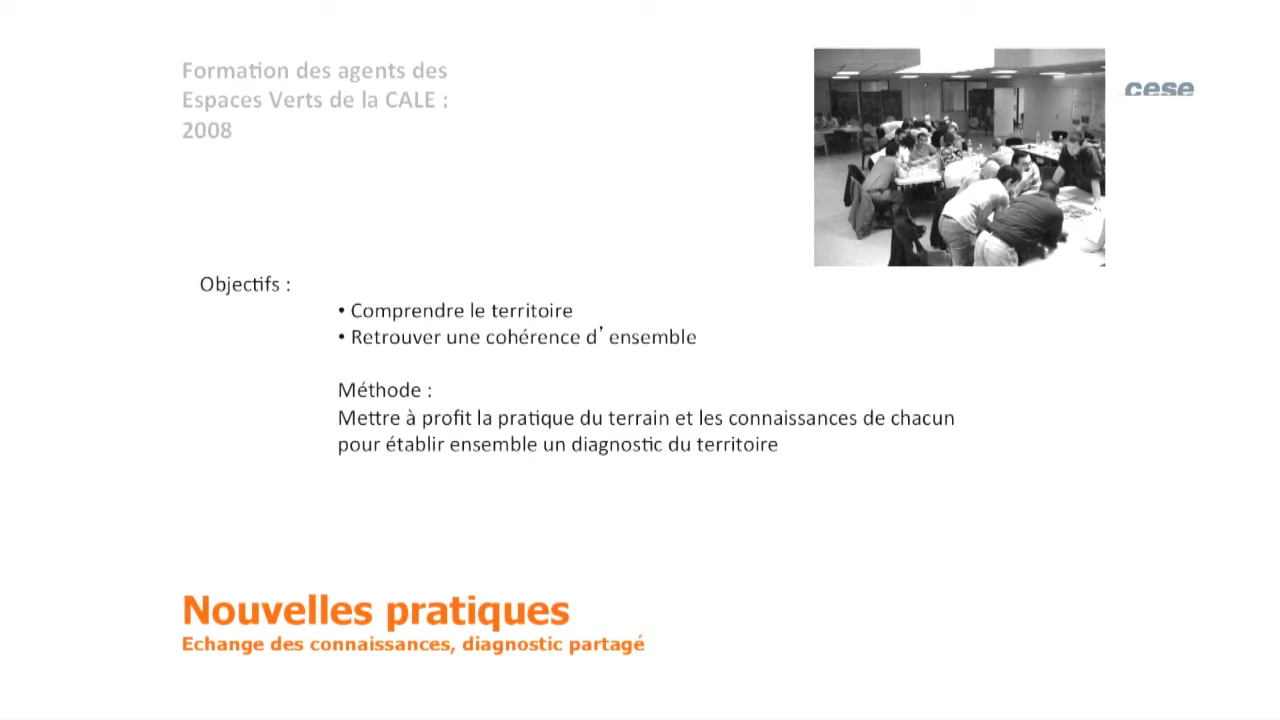 Formation des agents des
Espaces Verts de la CALE :
2008
cese
Objectifs :
• Comprendre le territoire
• Retrouver une cohérence d’ ensemble
Méthode :
Mettre à profit la pratique du terrain et les connaissances de chacun
pour établir ensemble un diagnostic du territoire
Nouvelles pratiques
Echange des connaissances, diagnostic partagé